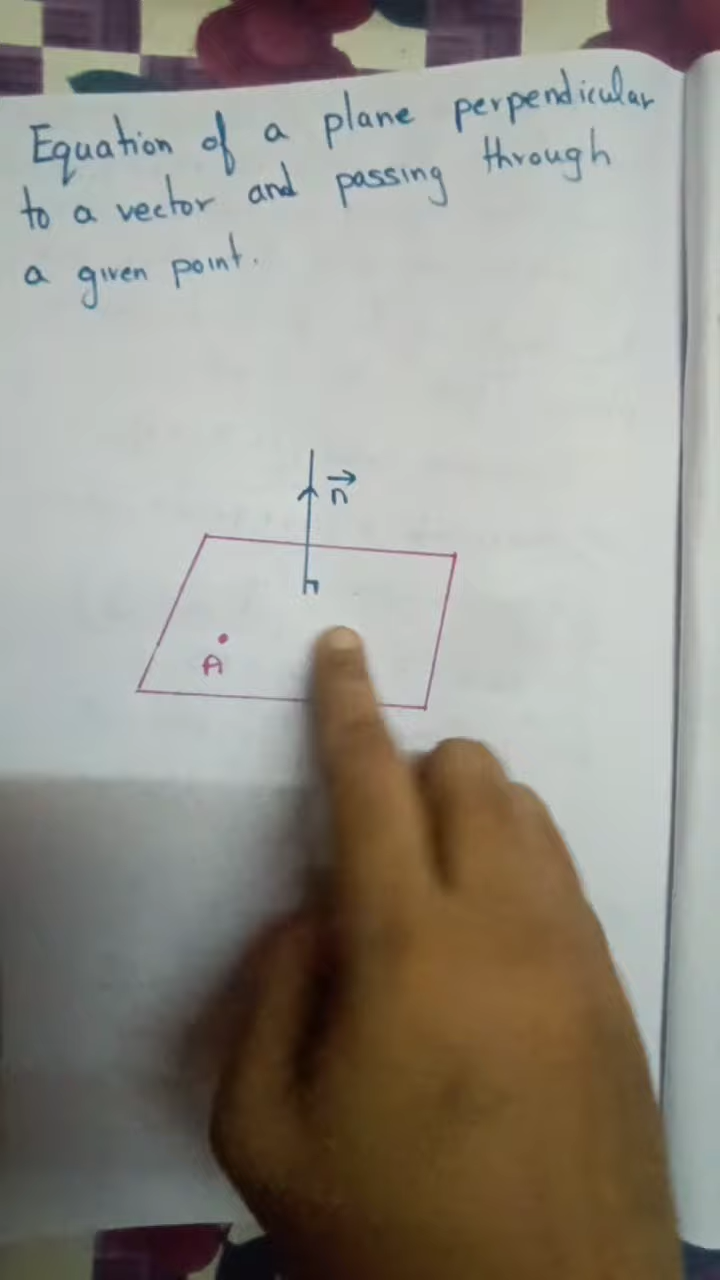 Equation of a plane perpendicular
to a vector and passing through
a given point.
n
A